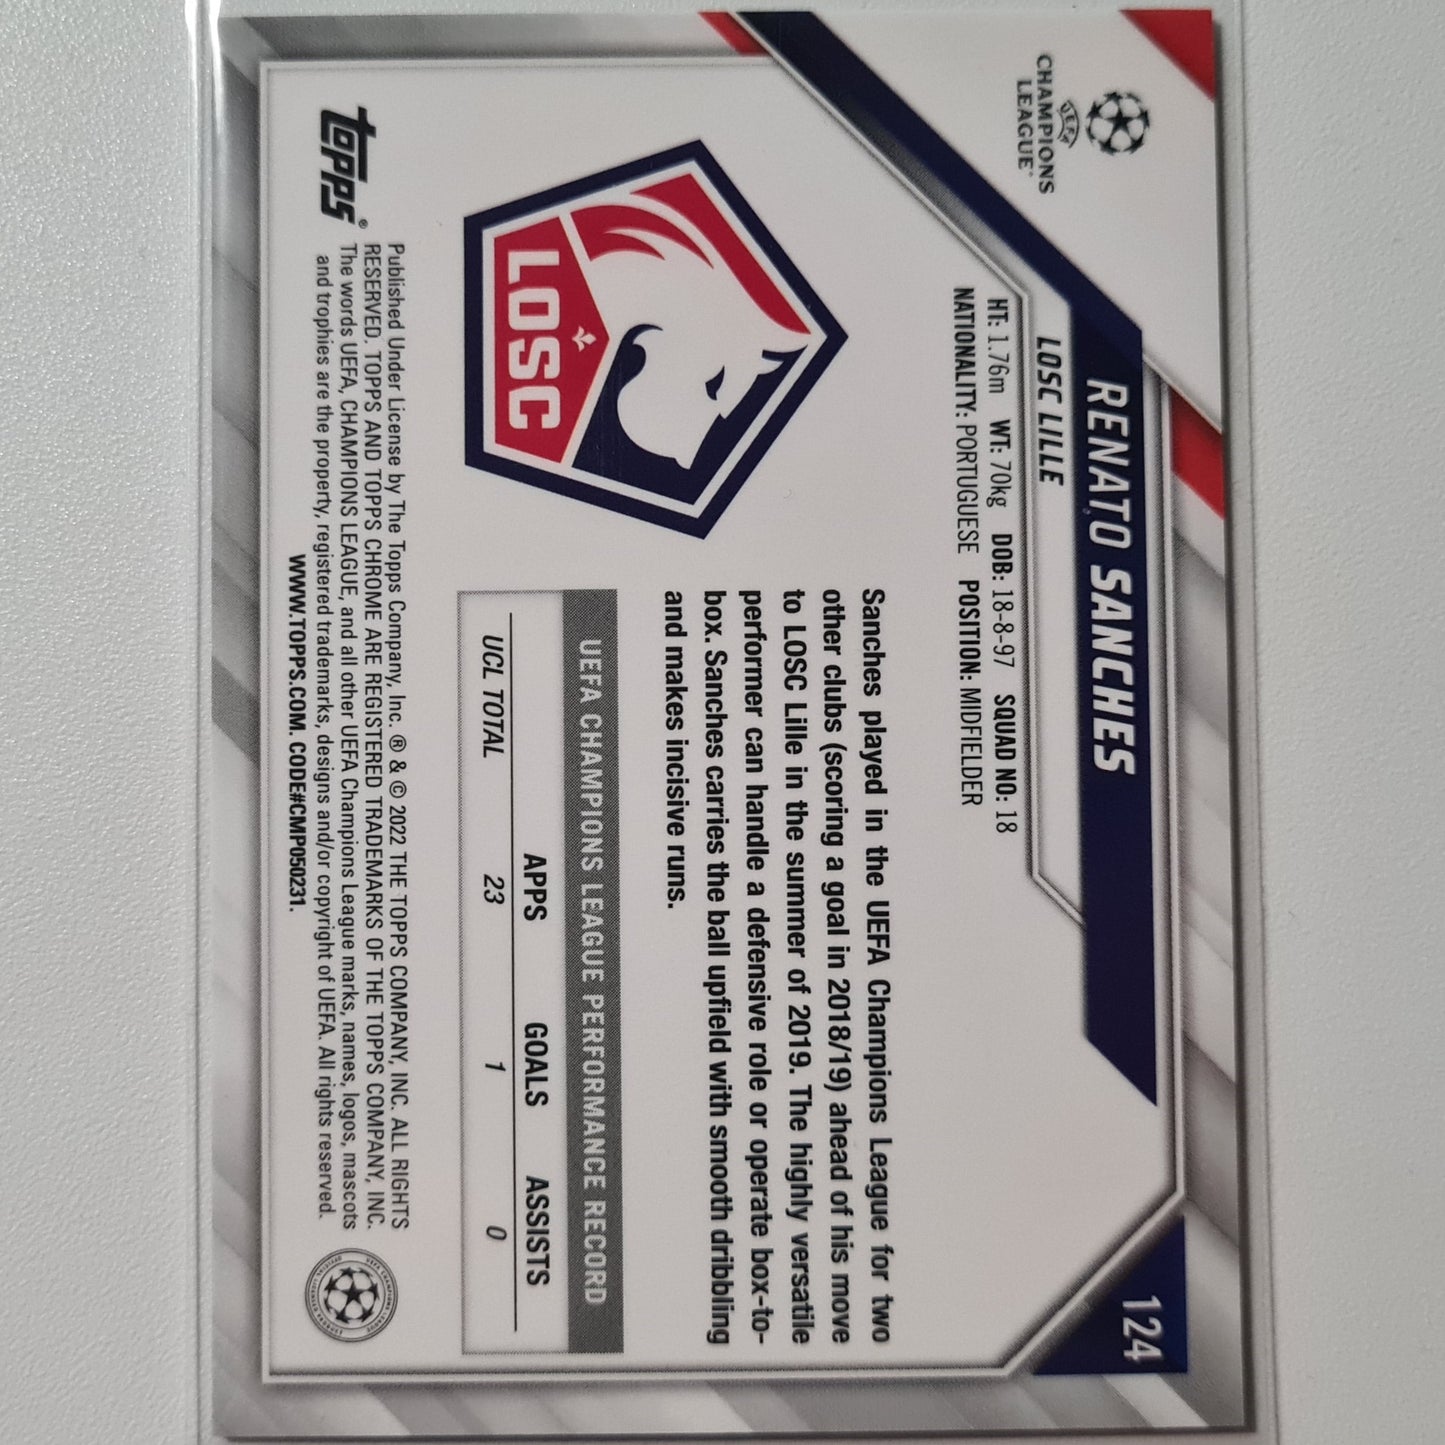 UEFA
CHAMPIONS
LEAGUE
RENATO SANCHES
124
LOSC LILLE
HT: 1.76m WT: 70kg DOB: 18-8-97 SQUAD NO: 18
NATIONALITY: PORTUGUESE POSITION: MIDFIELDER
LOSC
Sanches played in the UEFA Champions League for two
other clubs (scoring a goal in 2018/19) ahead of his move
to LOSC Lille in the summer of 2019. The highly versatile
performer can handle a defensive role or operate box-to-
box. Sanches carries the ball upfield with smooth dribbling
and makes incisive runs.
UEFA CHAMPIONS LEAGUE PERFORMANCE RECORD
APPS GOALS ASSISTS
UCL TOTAL 23 1 0
topps®
Published Under License by The Topps Company, Inc. ® & © 2022 THE TOPPS COMPANY, INC. ALL RIGHTS
RESERVED. TOPPS AND TOPPS CHROME ARE REGISTERED TRADEMARKS OF THE TOPPS COMPANY, INC.
The words UEFA, CHAMPIONS LEAGUE, and all other UEFA Champions League marks, names, logos, mascots
and trophies are the property, registered trademarks, designs and/or copyright of UEFA. All rights reserved.
WWW.TOPPS.COM. CODE#CMP050231.